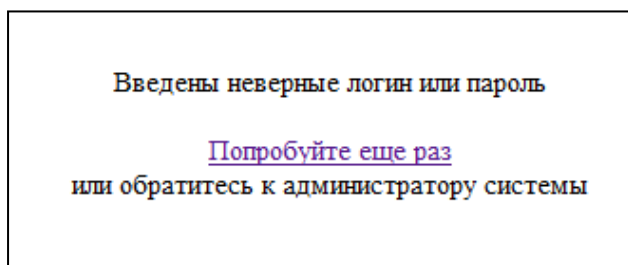 Введены неверные логин или пароль
Попробуйте еще раз
или обратитесь к администратору системы